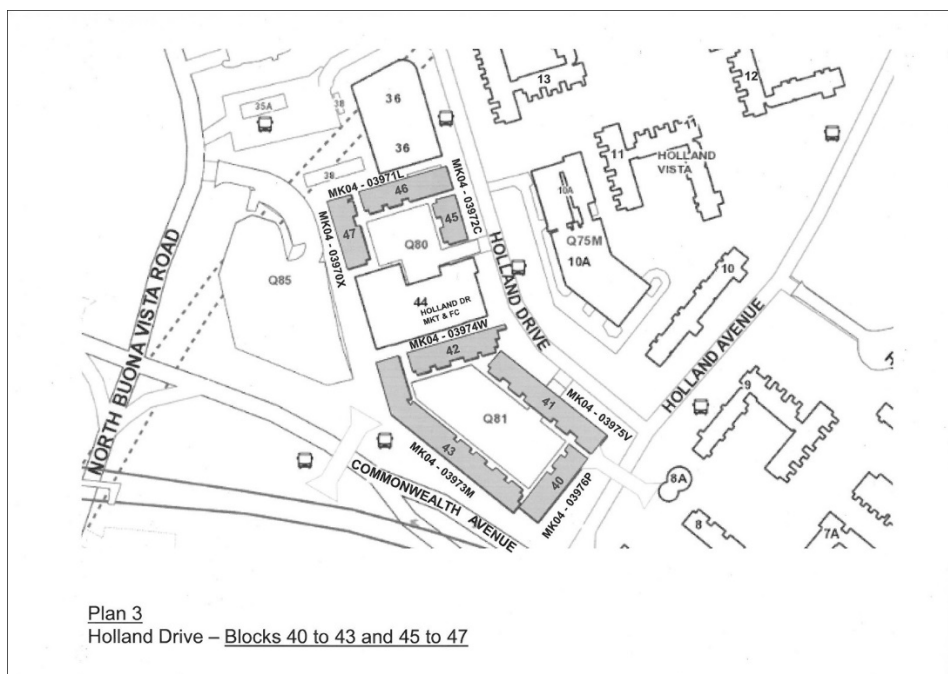 13
12
35A
38
36
36
11
11
HOLLAND
VISTA
38
MK04 - 03971L
46
10A
MK04 - 03972C
45
47
Q80
MK04 - 03970X
Q75M
10A
NORTH BUONA VISTA ROAD
Q85
HOLLAND DRIVE
10
44
HOLLAND DR
MKT & FC
MK04 - 03974W
42
HOLLAND AVENUE
41
9
MK04 - 03975V
Q81
43
MK04 - 03973M
40
MK04 - 03976P
COMMONWEALTH AVENUE
8A
8
7A
Plan 3
Holland Drive – Blocks 40 to 43 and 45 to 47